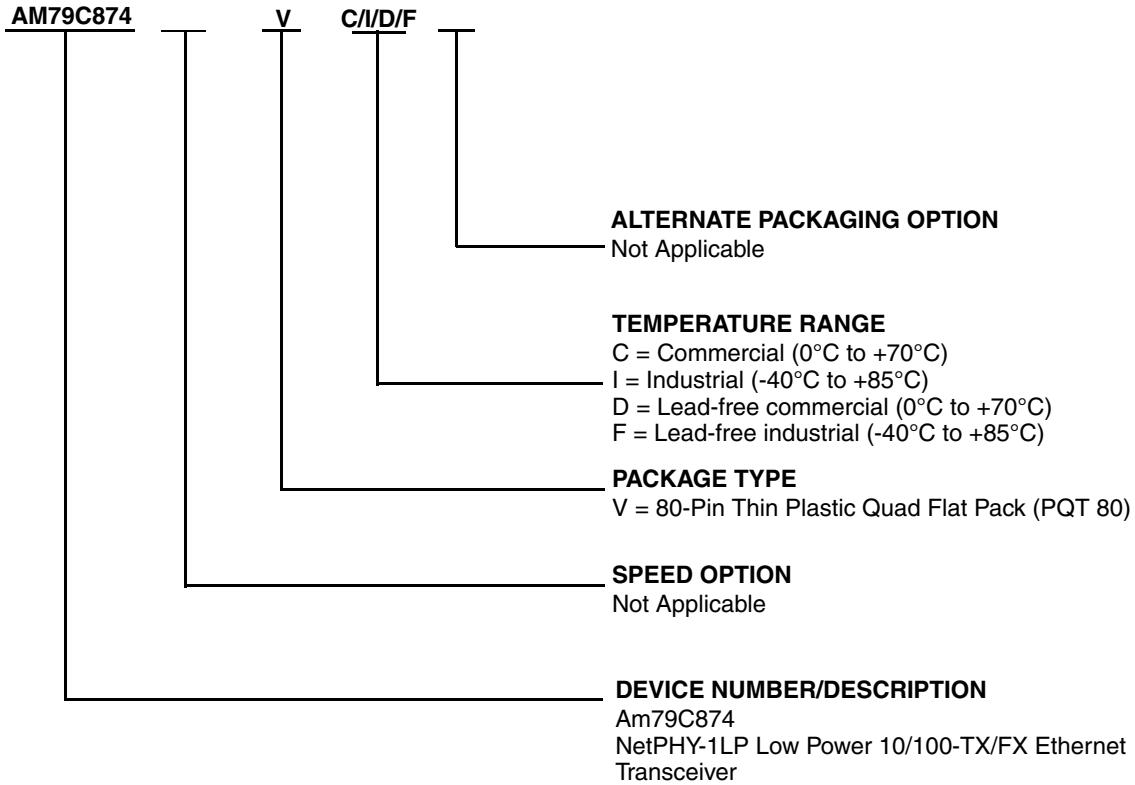 AM79C874 V C/I/D/F
ALTERNATE PACKAGING OPTION
Not Applicable
TEMPERATURE RANGE
C = Commercial (0°C to +70°C)
I = Industrial (-40°C to +85°C)
D = Lead-free commercial (0°C to +70°C)
F = Lead-free industrial (-40°C to +85°C)
PACKAGE TYPE
V = 80-Pin Thin Plastic Quad Flat Pack (PQT 80)
SPEED OPTION
Not Applicable
DEVICE NUMBER/DESCRIPTION
Am79C874
NetPHY-1LP Low Power 10/100-TX/FX Ethernet
Transceiver